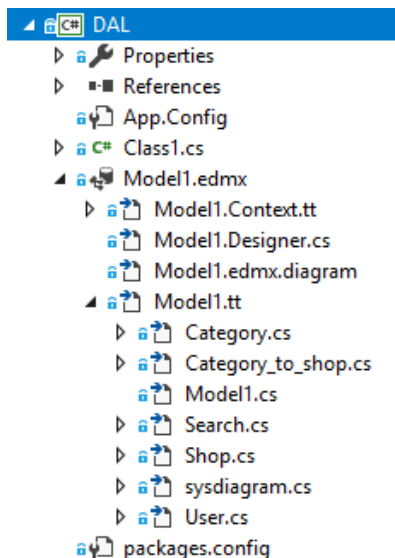 C# DAL
Properties
References
App.Config
C# Class1.cs
Model1.edmx
Model1.Context.tt
Model1.Designer.cs
Model1.edmx.diagram
Model1.tt
Category.cs
Category_to_shop.cs
Model1.cs
Search.cs
Shop.cs
sysdiagram.cs
User.cs
packages.config